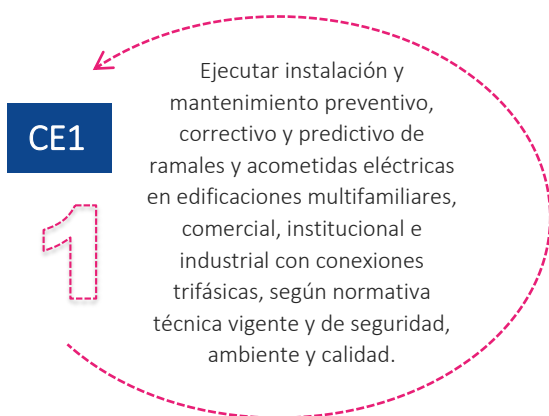 CE1
1
Ejecutar instalación y
mantenimiento preventivo,
correctivo y predictivo de
ramales y acometidas eléctricas
en edificaciones multifamiliares,
comercial, institucional e
industrial con conexiones
trifásicas, según normativa
técnica vigente y de seguridad,
ambiente y calidad.